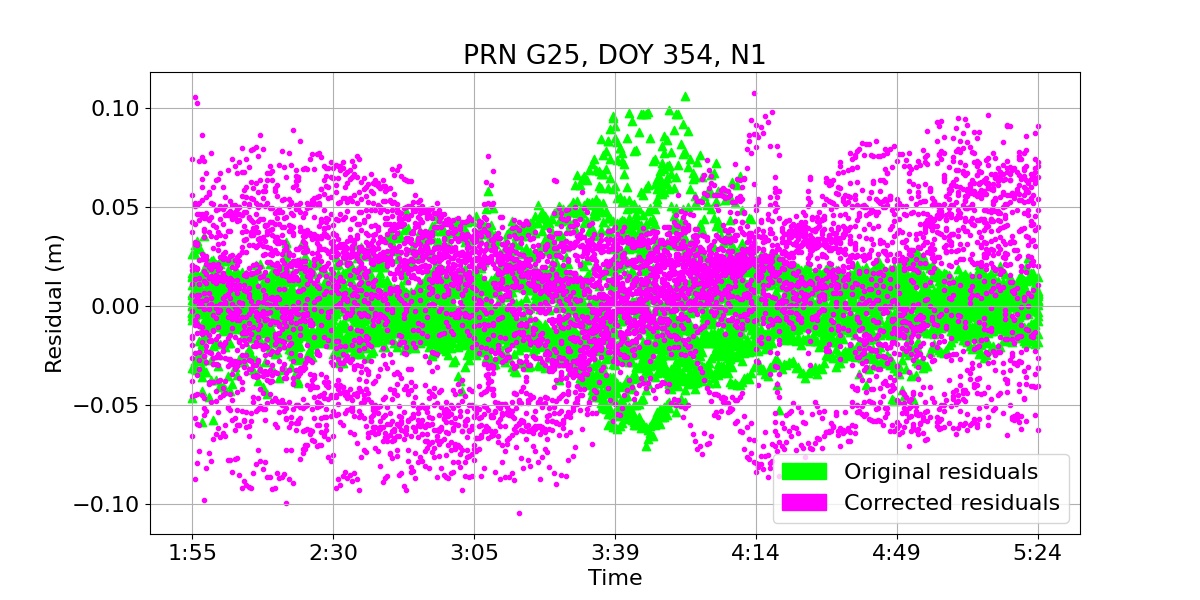 PRN G25, DOY 354, N1
Residual (m)
0.10
0.05
0.00
−0.05
−0.10
Original residuals
Corrected residuals
1:55 2:30 3:05 3:39 4:14 4:49 5:24
Time